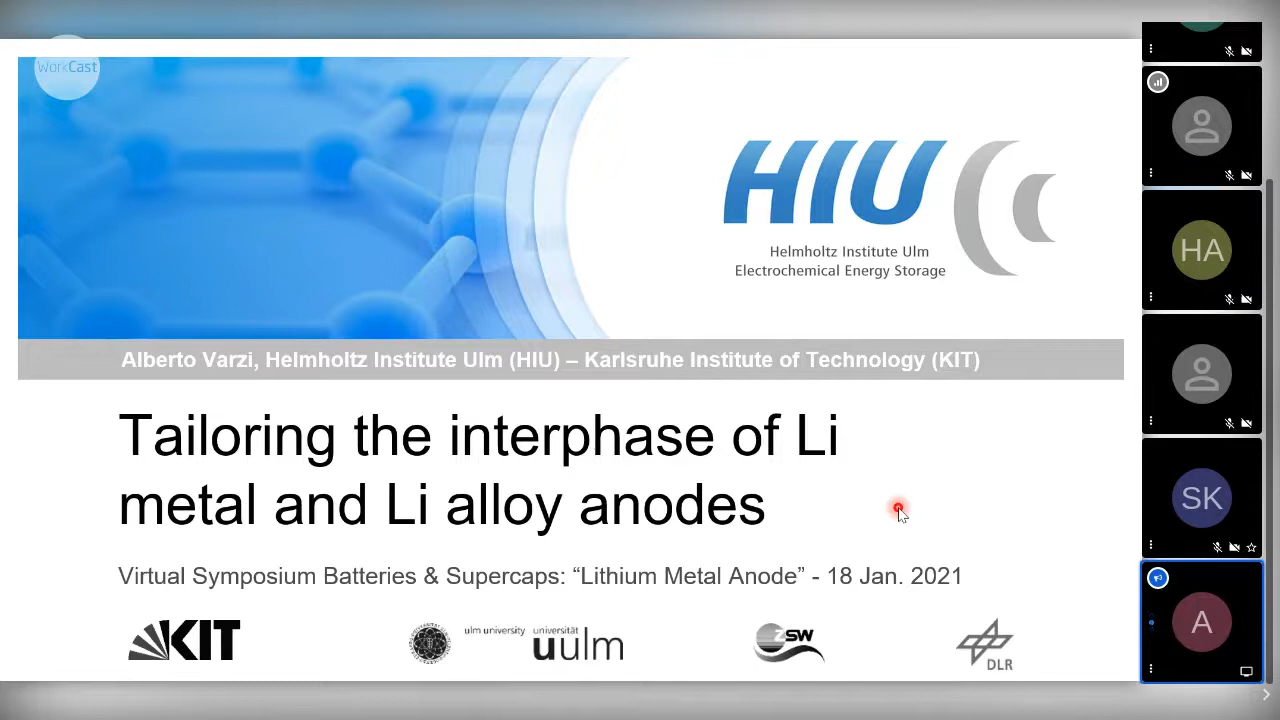 WorkCast
HIU
Helmholtz Institute Ulm
Electrochemical Energy Storage
Alberto Varzi, Helmholtz Institute Ulm (HIU) – Karlsruhe Institute of Technology (KIT)
Tailoring the interphase of Li
metal and Li alloy anodes
Virtual Symposium Batteries & Supercaps: “Lithium Metal Anode” - 18 Jan. 2021
KIT
ulm university universität
uulm
ZSW
DLR
HA
SK
A